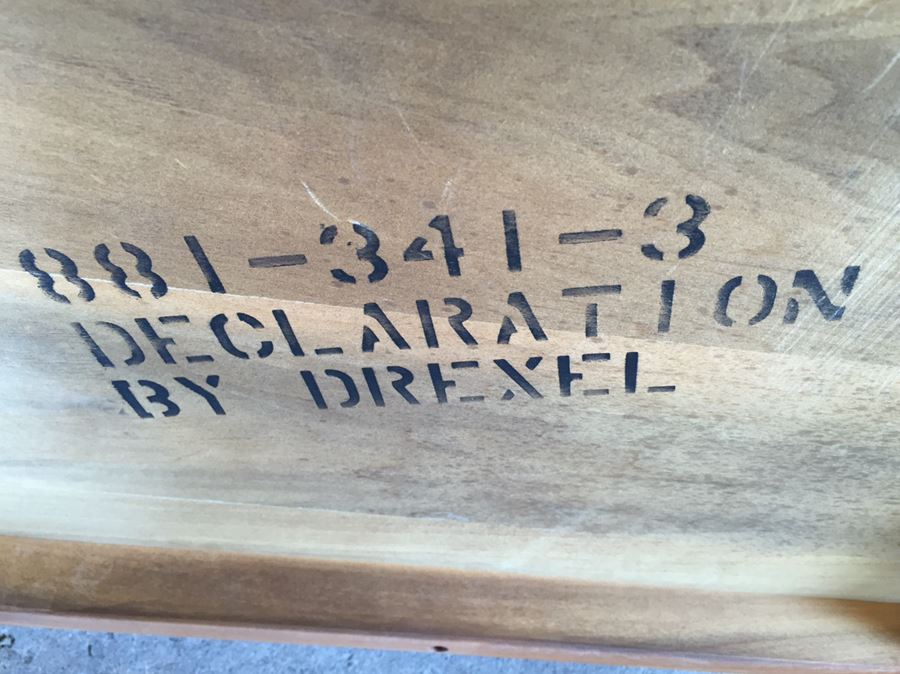 881-341-3
DECLARATION
BY DREXEL